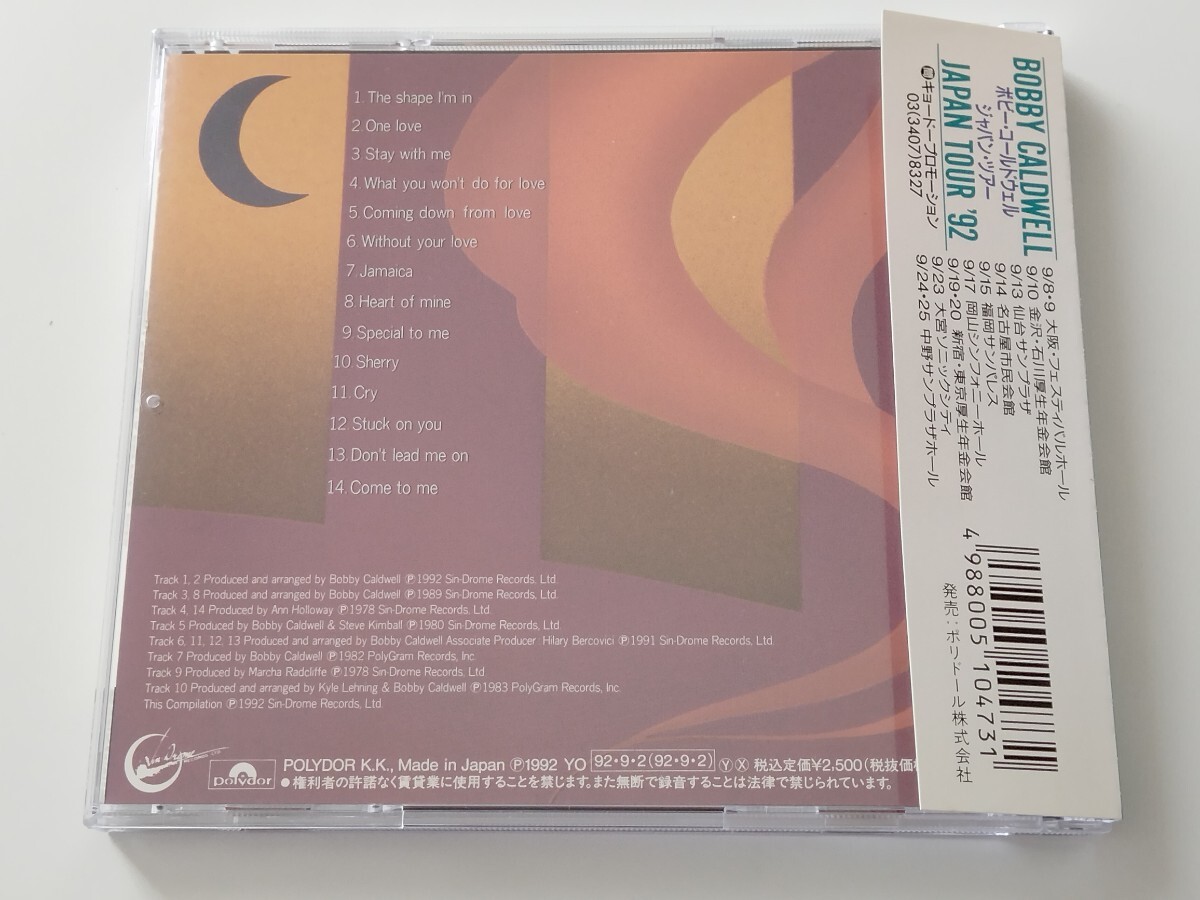 1. The shape I'm in
2. One love
3. Stay with me
4. What you won't do for love
5. Coming down from love
6. Without your love
7. Jamaica
8. Heart of mine
9. Special to me
10. Sherry
11. Cry
12. Stuck on you
13. Don't lead me on
14. Come to me
Track 1, 2 Produced and arranged by Bobby Caldwell Ⓟ1992 Sin-Drome Records, Ltd.
Track 3, 8 Produced and arranged by Bobby Caldwell Ⓟ1989 Sin-Drome Records, Ltd.
Track 4, 14 Produced by Ann Holloway Ⓟ1978 Sin-Drome Records, Ltd.
Track 5 Produced by Bobby Caldwell & Steve Kimball Ⓟ1980 Sin-Drome Records, Ltd.
Track 6, 11, 12, 13 Produced and arranged by Bobby Caldwell Associate Producer : Hilary Bercovici Ⓟ1991 Sin-Drome Records, Ltd.
Track 7 Produced by Bobby Caldwell Ⓟ1982 PolyGram Records, Inc.
Track 9 Produced by Marcha Radcliffe Ⓟ1978 Sin-Drome Records, Ltd.
Track 10 Produced and arranged by Kyle Lehning & Bobby Caldwell Ⓟ1983 PolyGram Records, Inc.
This Compilation Ⓟ1992 Sin-Drome Records, Ltd.
Sin-Drome
polydor
POLYDOR K.K., Made in Japan Ⓟ1992 YO 92・9・2(92・9・2) Ⓨ Ⓧ 税込定価¥2,500(税抜価
●権利者の許諾なく賃貸業に使用することを禁じます。また無断で録音することは法律で禁じられています。
BOBBY CALDWELL
ボビー・コールドウェル
ジャパン・ツアー
JAPAN TOUR '92
キョードープロモーション
03(3407)8327
9/8・9 大阪・フェスティバルホール
9/10 金沢・石川厚生年金会館
9/13 仙台サンプラザ
9/14 名古屋市民会館
9/15 福岡サンパレス
9/17 岡山シンフォニーホール
9/19・20 新宿・東京厚生年金会館
9/23 大宮ソニックシティ
9/24・25 中野サンプラザホール
4 988005 104731
発売:ポリドール株式会社